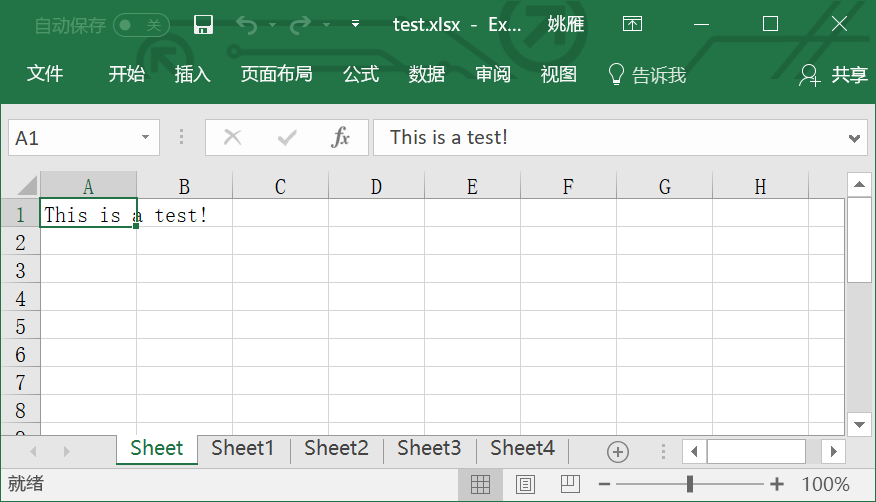 自动保存 关 test.xlsx - Ex... 姚雁
文件 开始 插入 页面布局 公式 数据 审阅 视图 告诉我 共享
A1 fx This is a test!
A B C D E F G H
1 This is a test!
2
3
4
5
6
7
8
Sheet Sheet1 Sheet2 Sheet3 Sheet4
就绪 100%